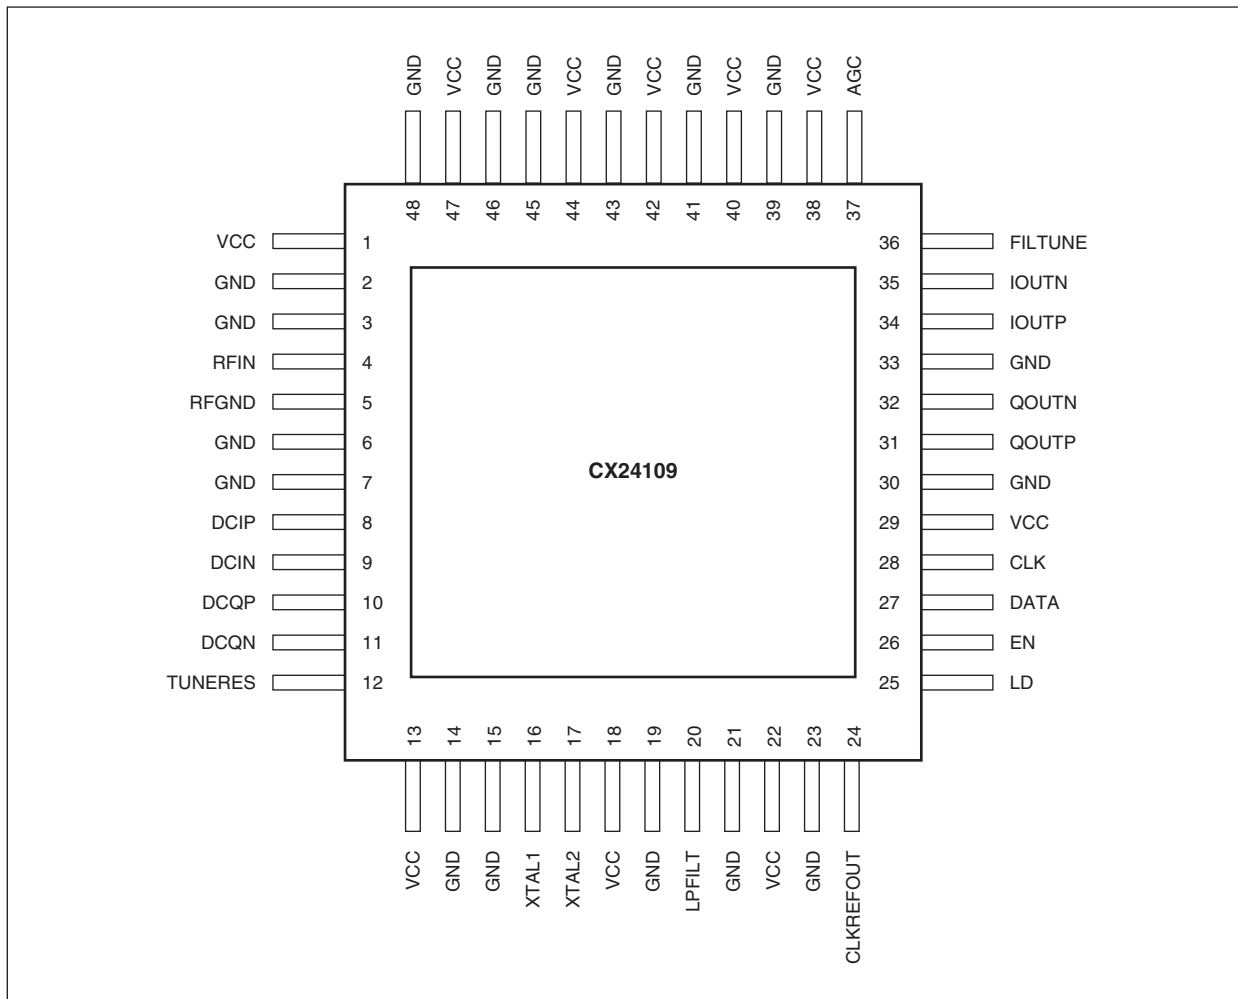 GND VCC GND GND VCC GND VCC GND VCC GND VCC AGC
48 47 46 45 44 43 42 41 40 39 38 37
VCC 1 36 FILTUNE
GND 2 35 IOUTN
GND 3 34 IOUTP
RFIN 4 33 GND
RFGND 5 32 QOUTN
GND 6 31 QOUTP
CX24109
GND 7 30 GND
DCIP 8 29 VCC
DCIN 9 28 CLK
DCQP 10 27 DATA
DCQN 11 26 EN
TUNERES 12 25 LD
13 14 15 16 17 18 19 20 21 22 23 24
VCC GND GND XTAL1 XTAL2 VCC GND LPFILT GND VCC GND CLKREFOUT